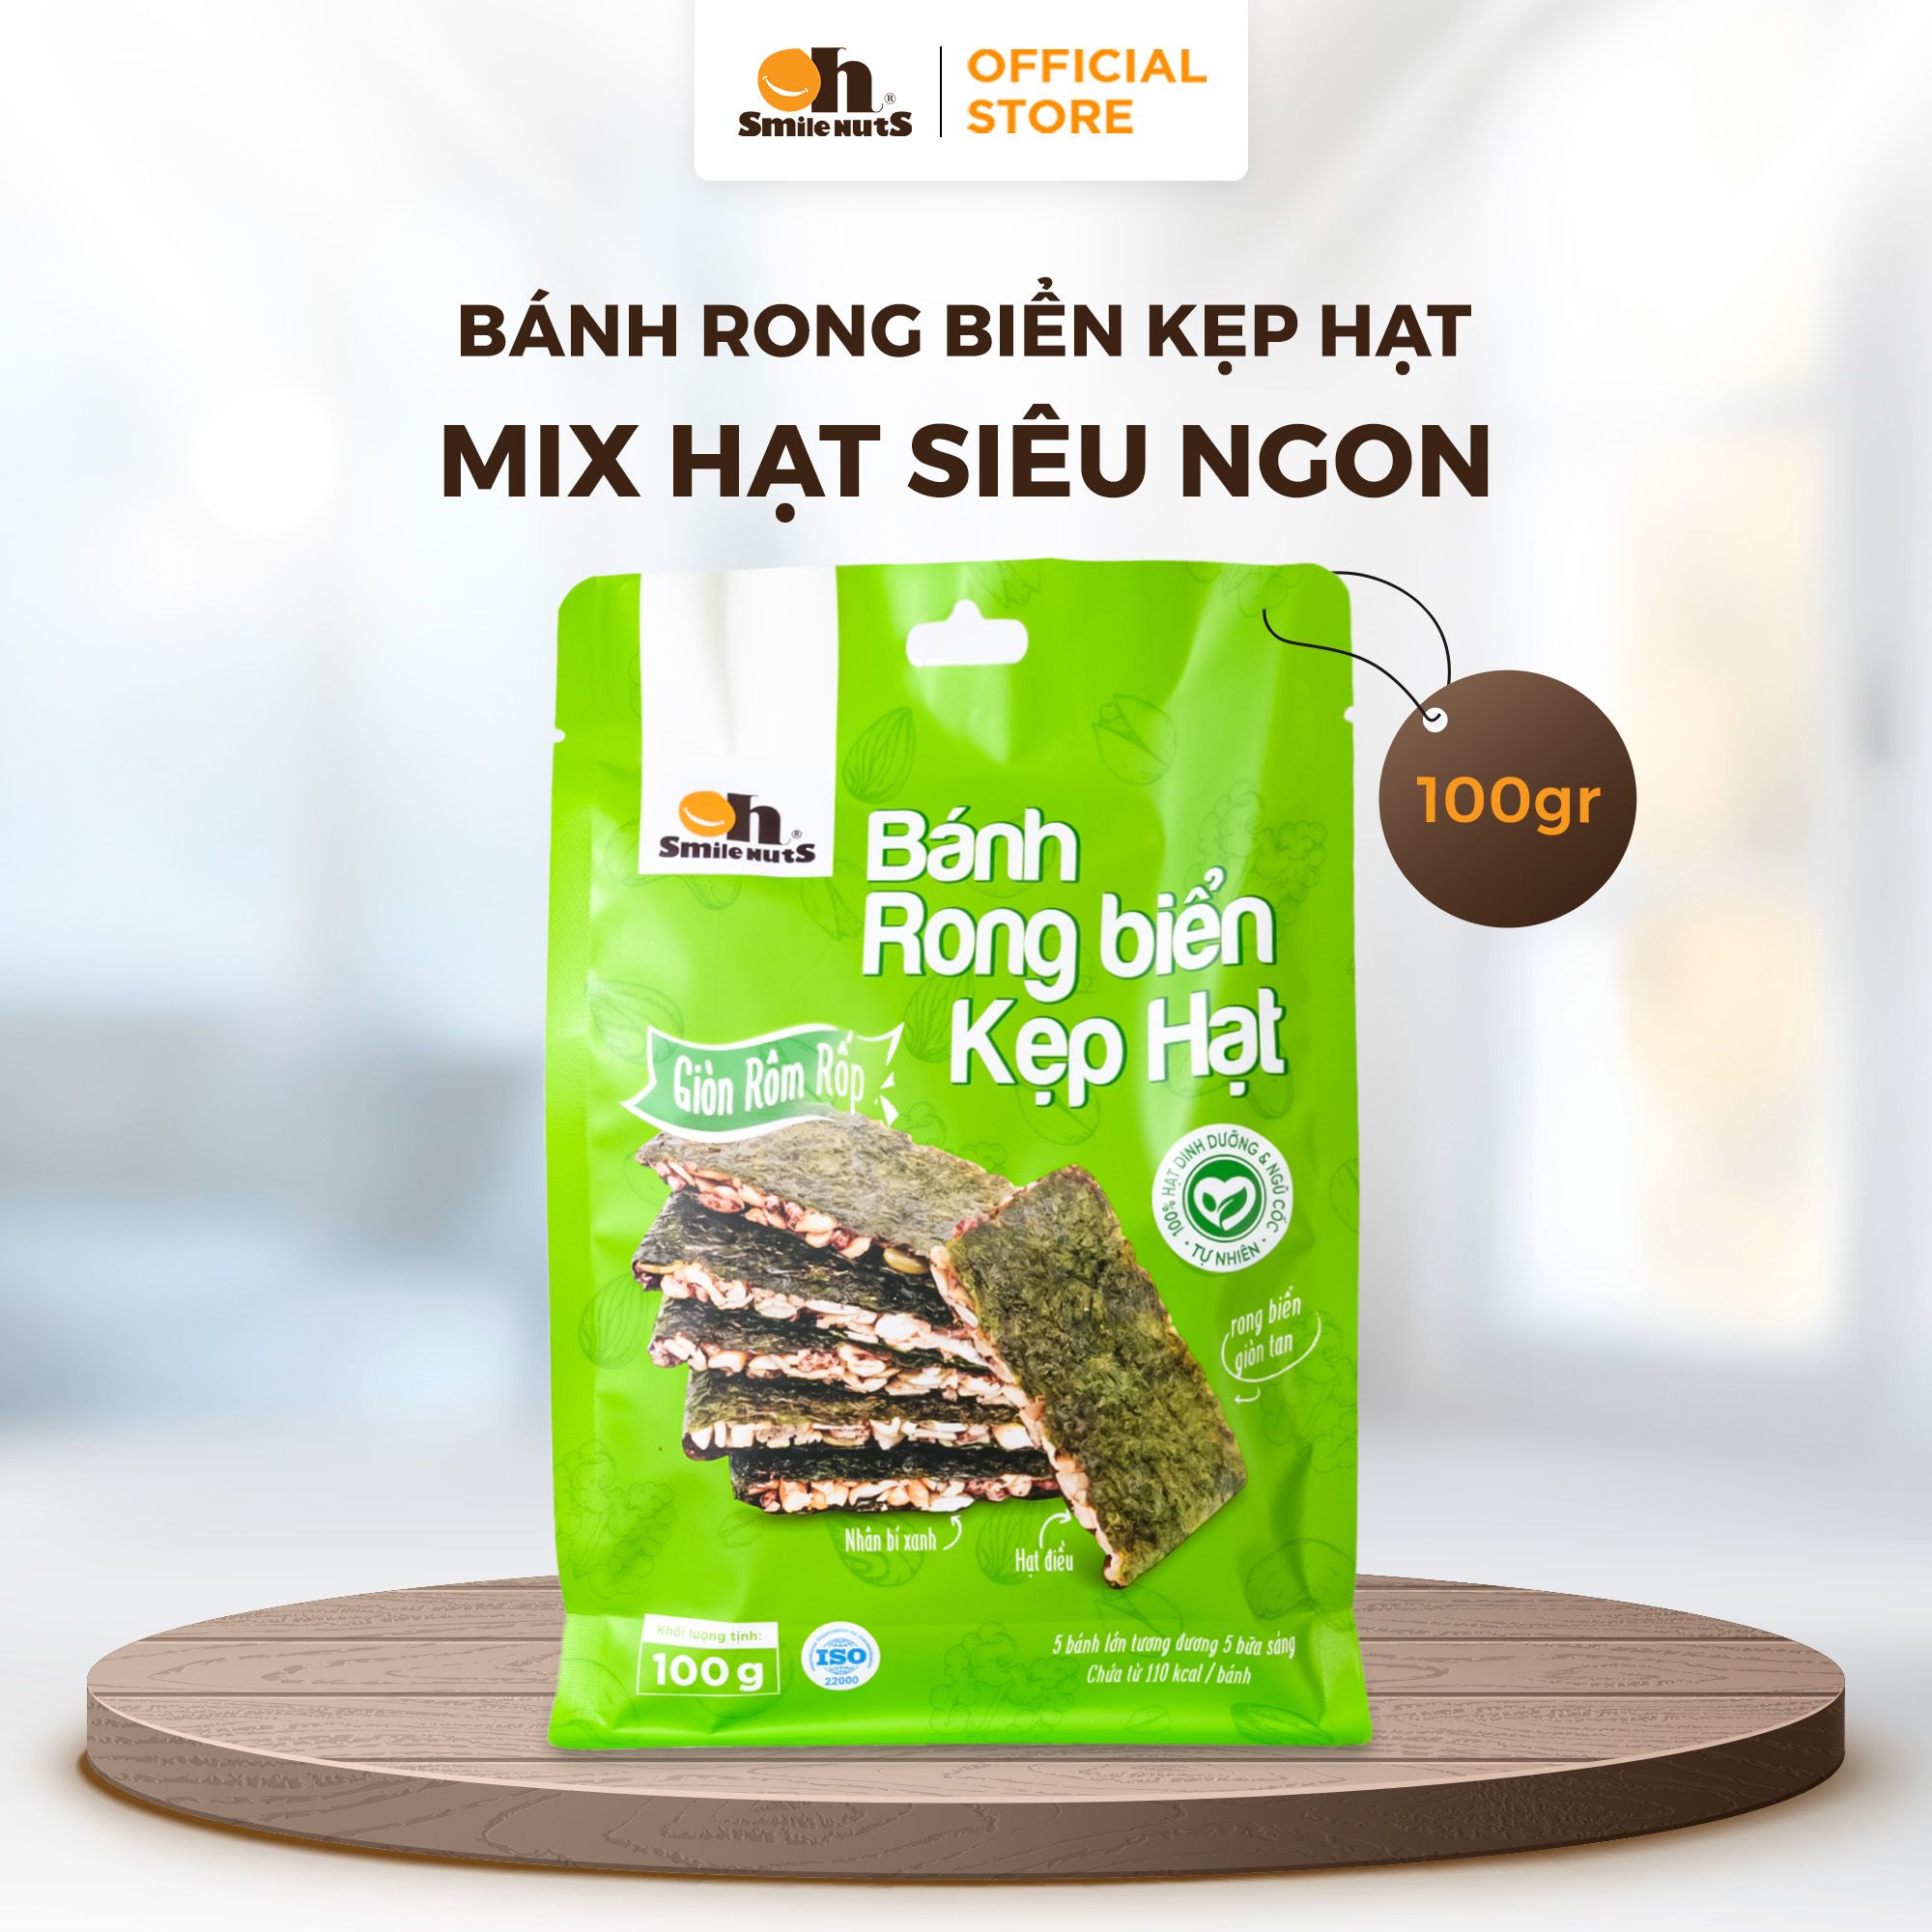 Oh
Smile Nuts ®
OFFICIAL
STORE
BÁNH RONG BIỂN KẸP HẠT
MIX HẠT SIÊU NGON
100gr
Oh
Smile Nuts ®
Bánh
Rong biển
Kẹp Hạt
Giòn Rôm Rốp
100% HẠT DINH DƯỠNG & NGŨ CỐC
• TỰ NHIÊN •
rong biển
giòn tan
Nhân bí xanh
Hạt điều
Khối lượng tịnh:
100g
ISO
22000
5 bánh lớn tương đương 5 bữa sáng
Chứa từ 110 kcal / bánh